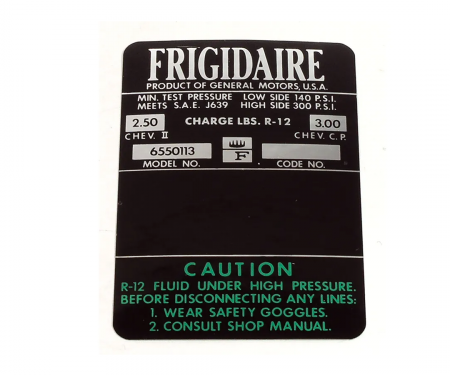 FRIGIDAIRE
PRODUCT OF GENERAL MOTORS, U.S.A.
MIN. TEST PRESSURE LOW SIDE 140 P.S.I.
MEETS S.A.E. J639 HIGH SIDE 300 P.S.I.
2.50 CHARGE LBS. R-12 3.00
CHEV. II CHEV. C.P.
6550113 F
MODEL NO. CODE NO.
CAUTION
R-12 FLUID UNDER HIGH PRESSURE.
BEFORE DISCONNECTING ANY LINES:
1. WEAR SAFETY GOGGLES.
2. CONSULT SHOP MANUAL.